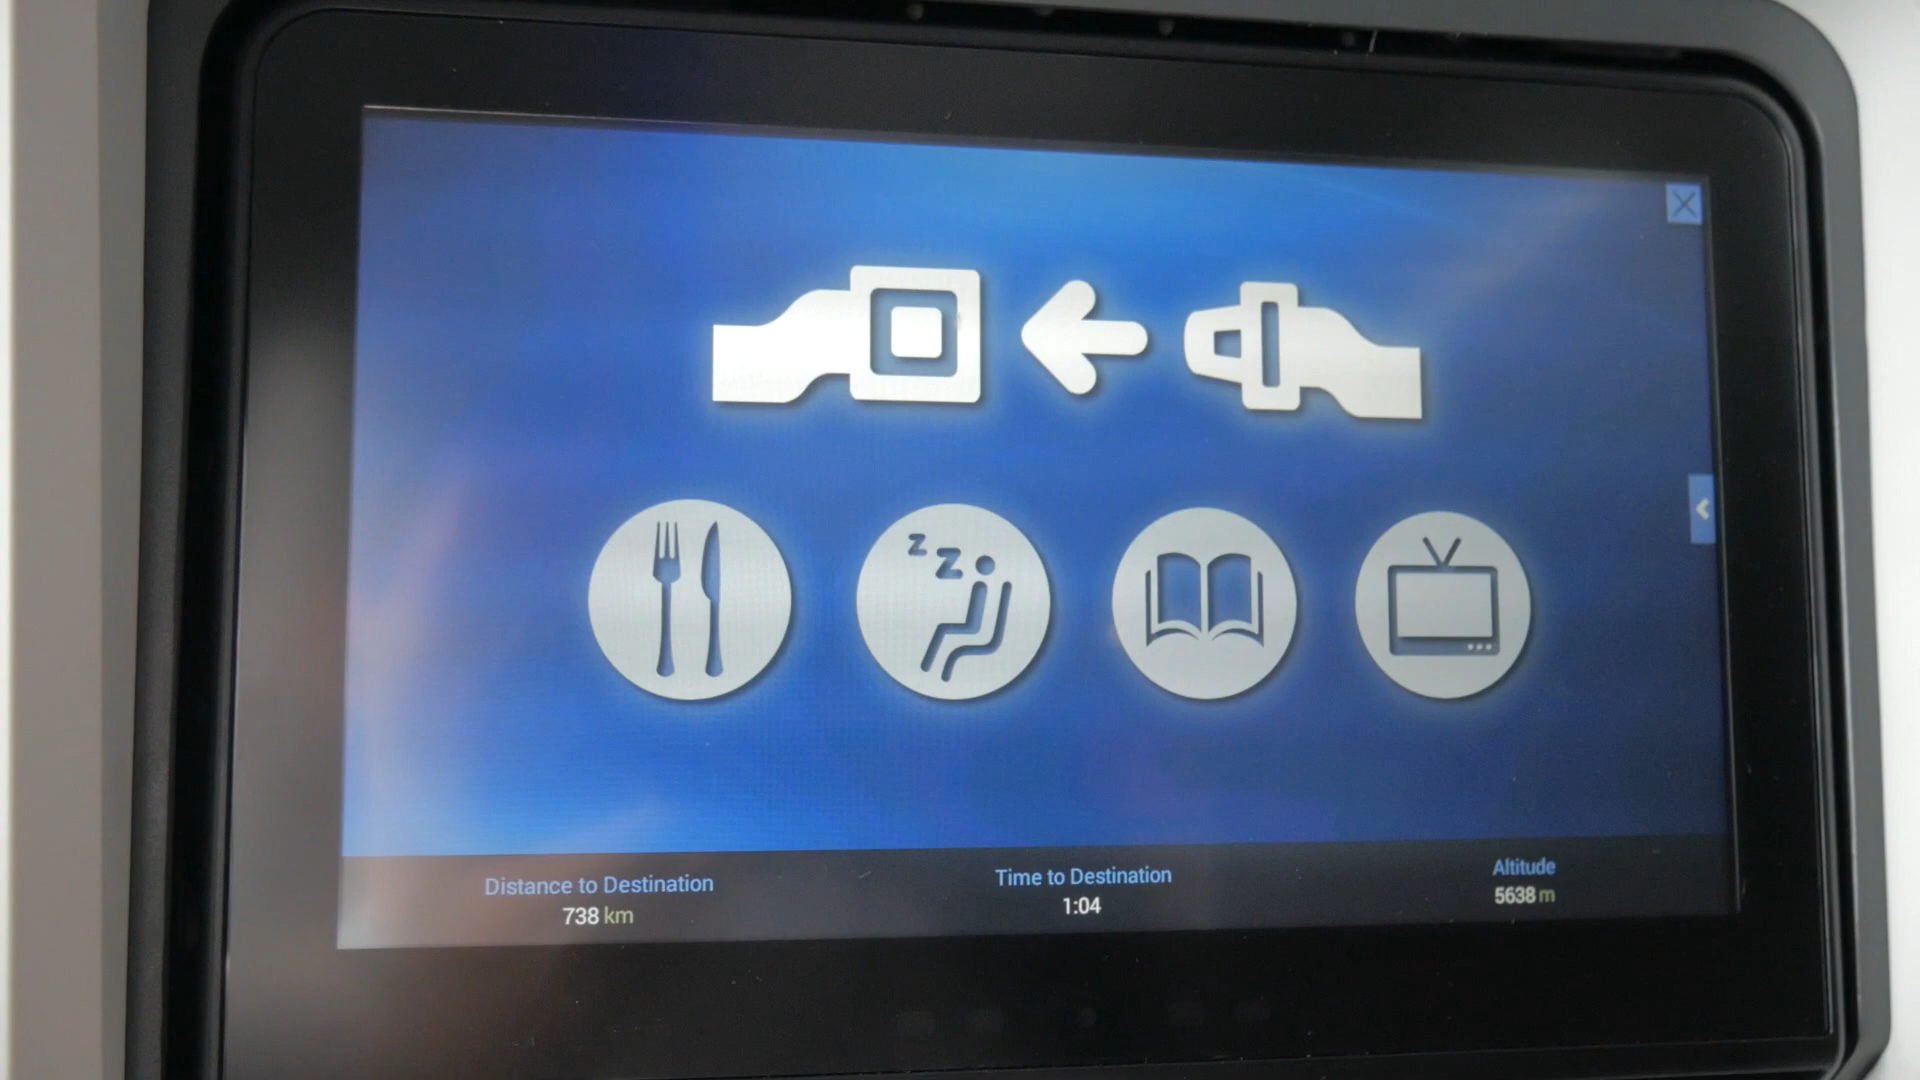 z z
Distance to Destination
738 km
Time to Destination
1:04
Altitude
5638 m